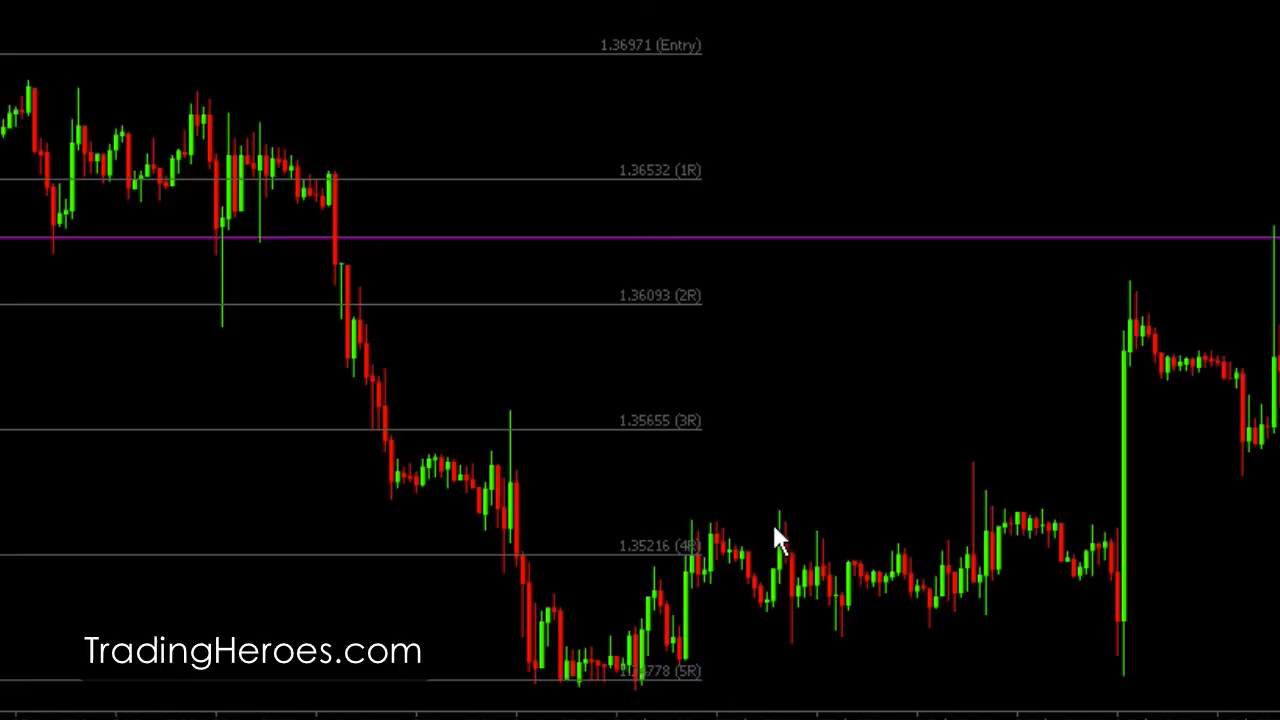 1.36971 (Entry)
1.36532 (1R)
1.36093 (2R)
1.35655 (3R)
1.35216 (4R)
(5R)
TradingHeroes.com